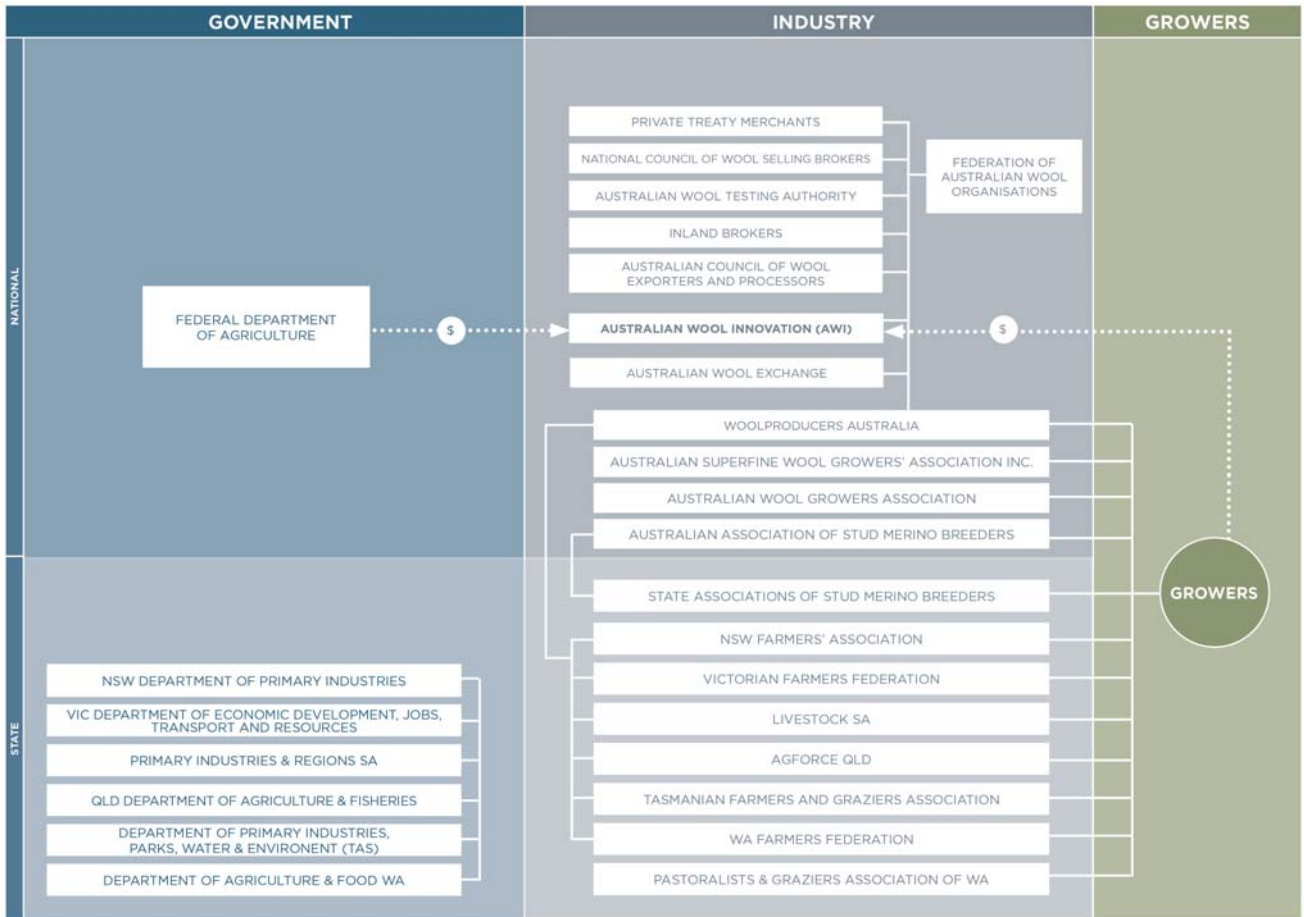 GOVERNMENT
INDUSTRY
GROWERS
NATIONAL
FEDERAL DEPARTMENT
OF AGRICULTURE
$
PRIVATE TREATY MERCHANTS
NATIONAL COUNCIL OF WOOL SELLING BROKERS
AUSTRALIAN WOOL TESTING AUTHORITY
INLAND BROKERS
AUSTRALIAN COUNCIL OF WOOL
EXPORTERS AND PROCESSORS
AUSTRALIAN WOOL INNOVATION (AWI)
AUSTRALIAN WOOL EXCHANGE
FEDERATION OF
AUSTRALIAN WOOL
ORGANISATIONS
$
WOOLPRODUCERS AUSTRALIA
AUSTRALIAN SUPERFINE WOOL GROWERS' ASSOCIATION INC.
AUSTRALIAN WOOL GROWERS ASSOCIATION
AUSTRALIAN ASSOCIATION OF STUD MERINO BREEDERS
GROWERS
STATE
NSW DEPARTMENT OF PRIMARY INDUSTRIES
VIC DEPARTMENT OF ECONOMIC DEVELOPMENT, JOBS,
TRANSPORT AND RESOURCES
PRIMARY INDUSTRIES & REGIONS SA
QLD DEPARTMENT OF AGRICULTURE & FISHERIES
DEPARTMENT OF PRIMARY INDUSTRIES,
PARKS, WATER & ENVIRONENT (TAS)
DEPARTMENT OF AGRICULTURE & FOOD WA
STATE ASSOCIATIONS OF STUD MERINO BREEDERS
NSW FARMERS' ASSOCIATION
VICTORIAN FARMERS FEDERATION
LIVESTOCK SA
AGFORCE QLD
TASMANIAN FARMERS AND GRAZIERS ASSOCIATION
WA FARMERS FEDERATION
PASTORALISTS & GRAZIERS ASSOCIATION OF WA